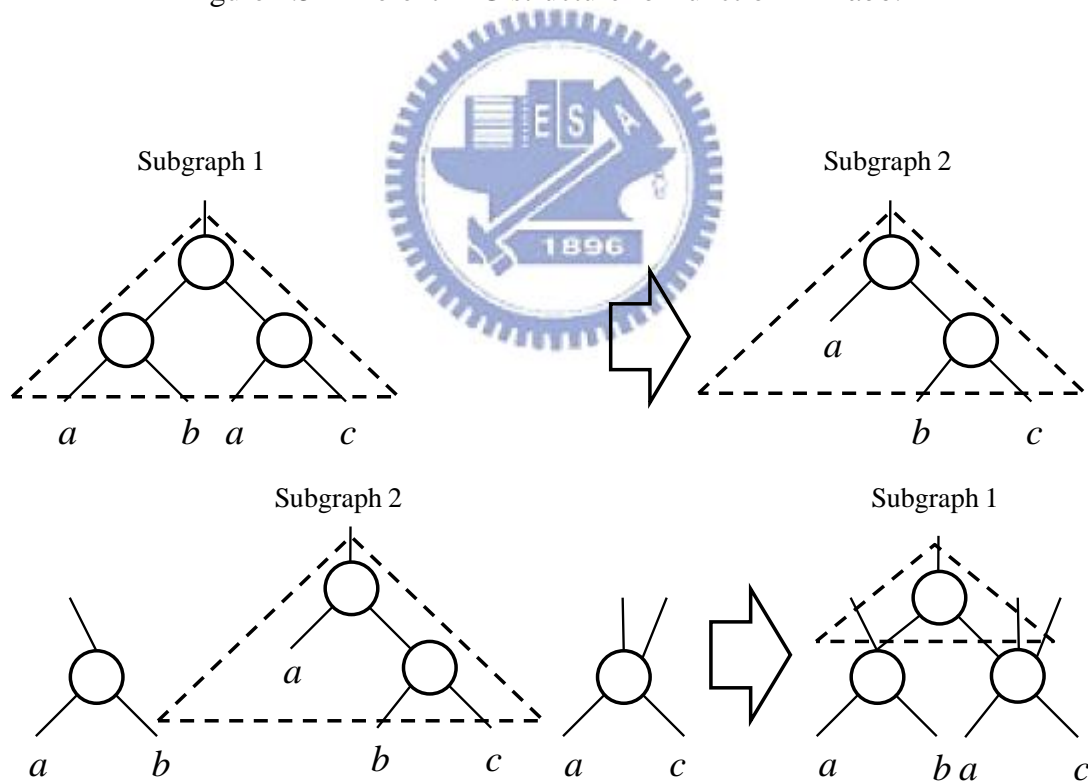 E S A
1896
Subgraph 1
Subgraph 2
a
a b a c
b c
Subgraph 2
Subgraph 1
a
a b b c a c a b a c